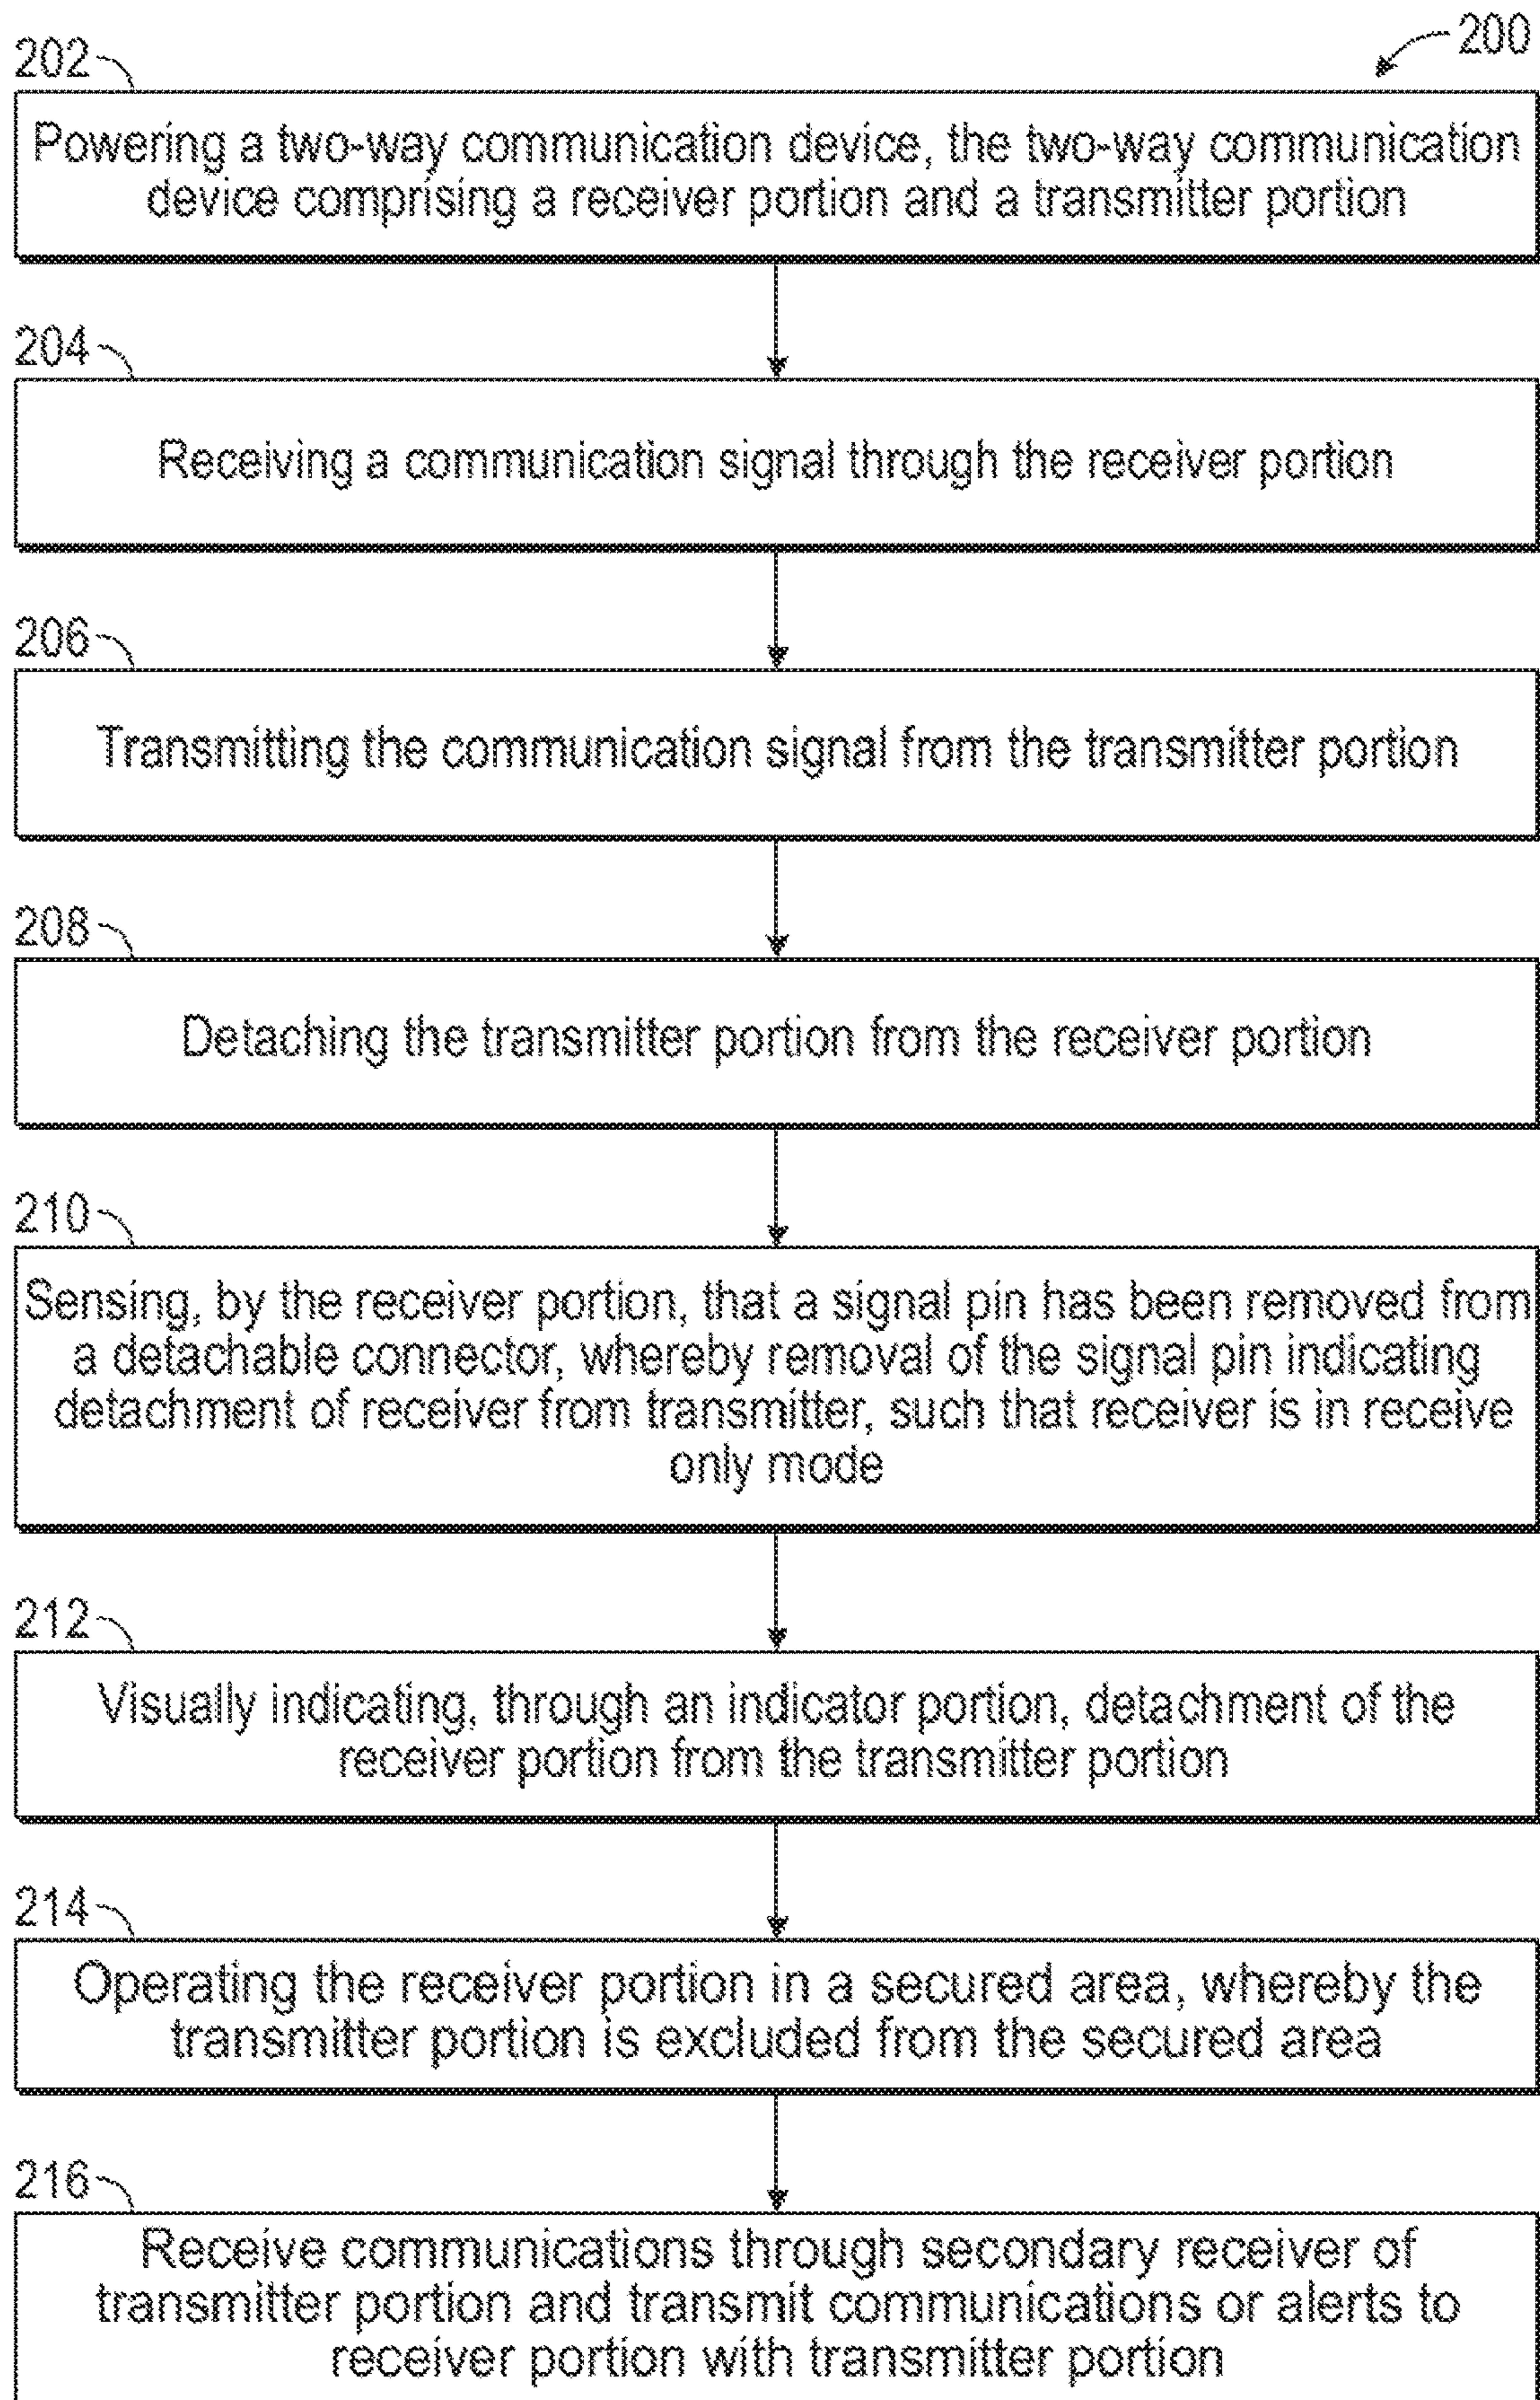 200
202
Powering a two-way communication device, the two-way communication
device comprising a receiver portion and a transmitter portion
204
Receiving a communication signal through the receiver portion
206
Transmitting the communication signal from the transmitter portion
208
Detaching the transmitter portion from the receiver portion
210
Sensing, by the receiver portion, that a signal pin has been removed from
a detachable connector, whereby removal of the signal pin indicating
detachment of receiver from transmitter, such that receiver is in receive
only mode
212
Visually indicating, through an indicator portion, detachment of the
receiver portion from the transmitter portion
214
Operating the receiver portion in a secured area, whereby the
transmitter portion is excluded from the secured area
216
Receive communications through secondary receiver of
transmitter portion and transmit communications or alerts to
receiver portion with transmitter portion